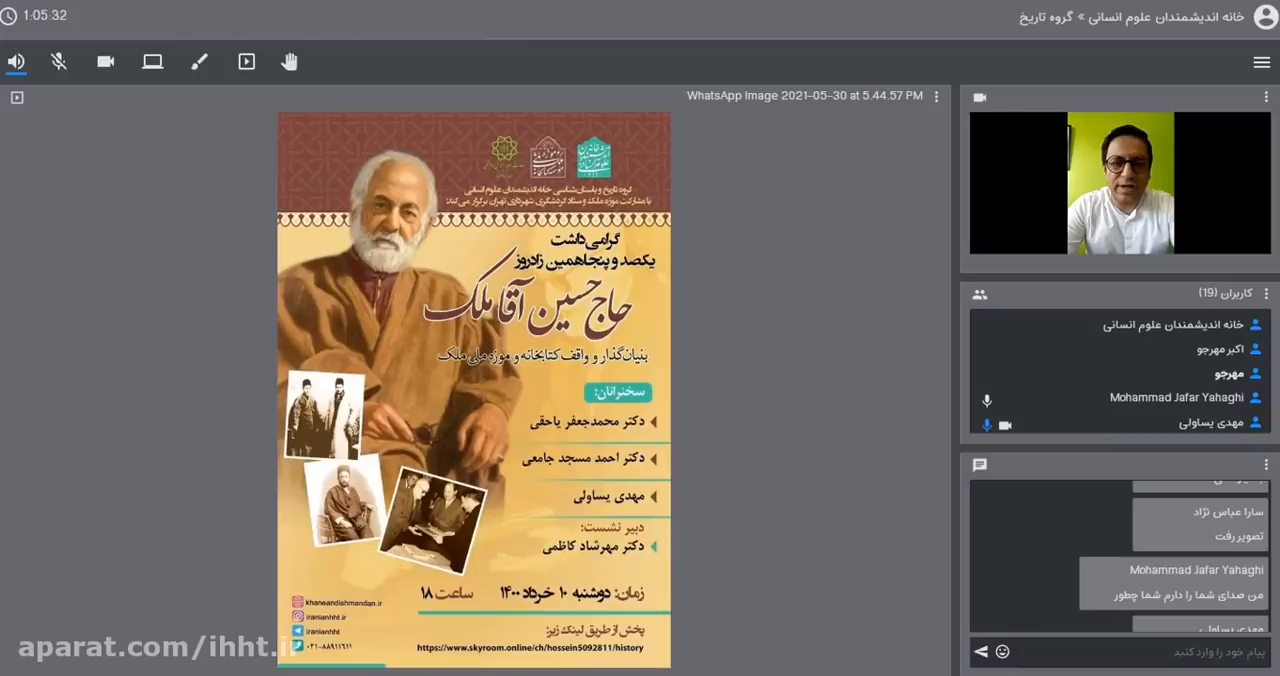 1:05:32
خانه اندیشمندان علوم انسانی » گروه تاریخ
WhatsApp Image 2021-05-30 at 5.44.57 PM
گروه تاریخ و باستان‌شناسی خانه اندیشمندان علوم انسانی
با مشارکت موزه ملک و ستاد گردشگری شهرداری تهران برگزار می‌کند:
گرامی‌داشت
یکصد و پنجاهمین زادروز
حاج حسین آقا ملک
بنیان‌گذار و واقف کتابخانه و موزه ملی ملک
سخنرانان:
دکتر محمدجعفر یاحقی
دکتر احمد مسجد جامعی
مهدی یساولی
دبیر نشست:
دکتر مهرشاد کاظمی
زمان: دوشنبه ۱۰ خرداد ۱۴۰۰ ساعت ۱۸
پخش از طریق لینک زیر:
https://www.skyroom.online/ch/hossein5092811/history
khaneandishmandan.ir
iranianhht.ir
iranianhht
۰۲۱-۸۸۹۱۱۶۱۱
aparat.com/ihht.ir
کاربران (19)
خانه اندیشمندان علوم انسانی
اکبر مهرجو
مهرجو
Mohammad Jafar Yahaghi
مهدی یساولی
سارا عباس نژاد
تصویر رفت
Mohammad Jafar Yahaghi
من صدای شما را دارم شما چطور
مهدی یساولی
پیام خود را وارد کنید